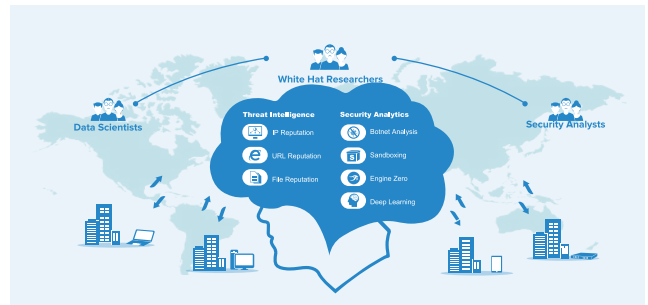 White Hat Researchers
Data Scientists
Security Analysts
Threat Intelligence
IP Reputation
URL Reputation
File Reputation
Security Analytics
Botnet Analysis
Sandboxing
Engine Zero
Deep Learning